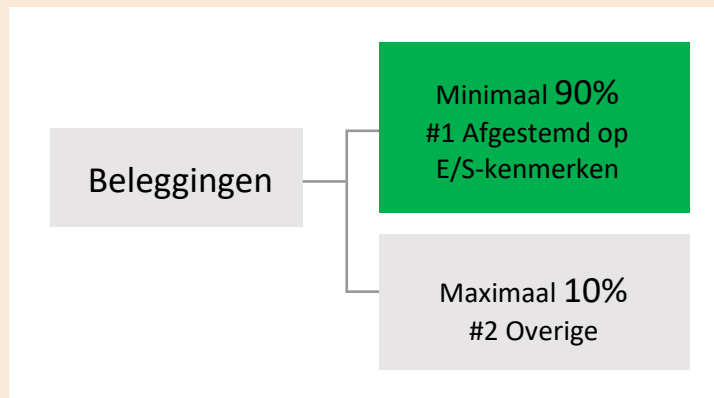 Beleggingen
Minimaal 90%
#1 Afgestemd op
E/S-kenmerken
Maximaal 10%
#2 Overige